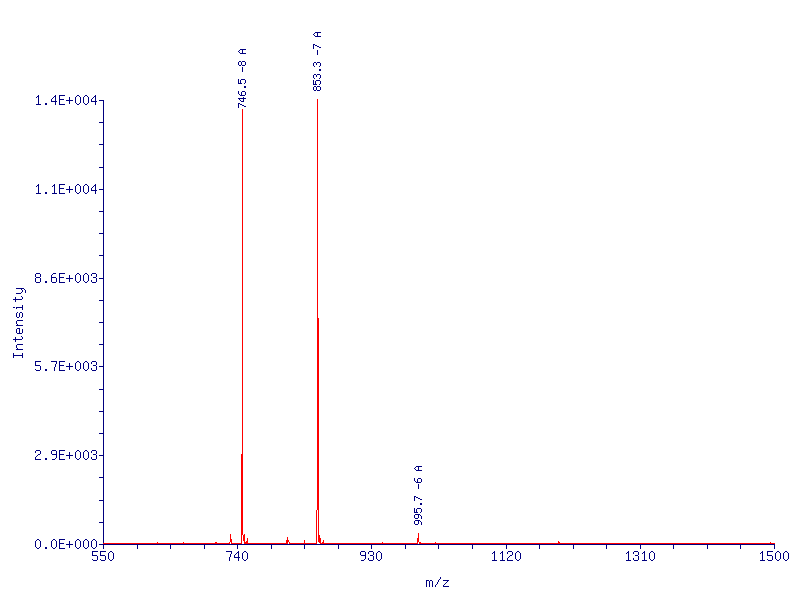 853.3 -7 A
746.5 -8 A
1.4E+004
1.1E+004
8.6E+003
5.7E+003
2.9E+003
0.0E+000
Intensity
995.7 -6 A
550 740 930 1120 1310 1500
m/z